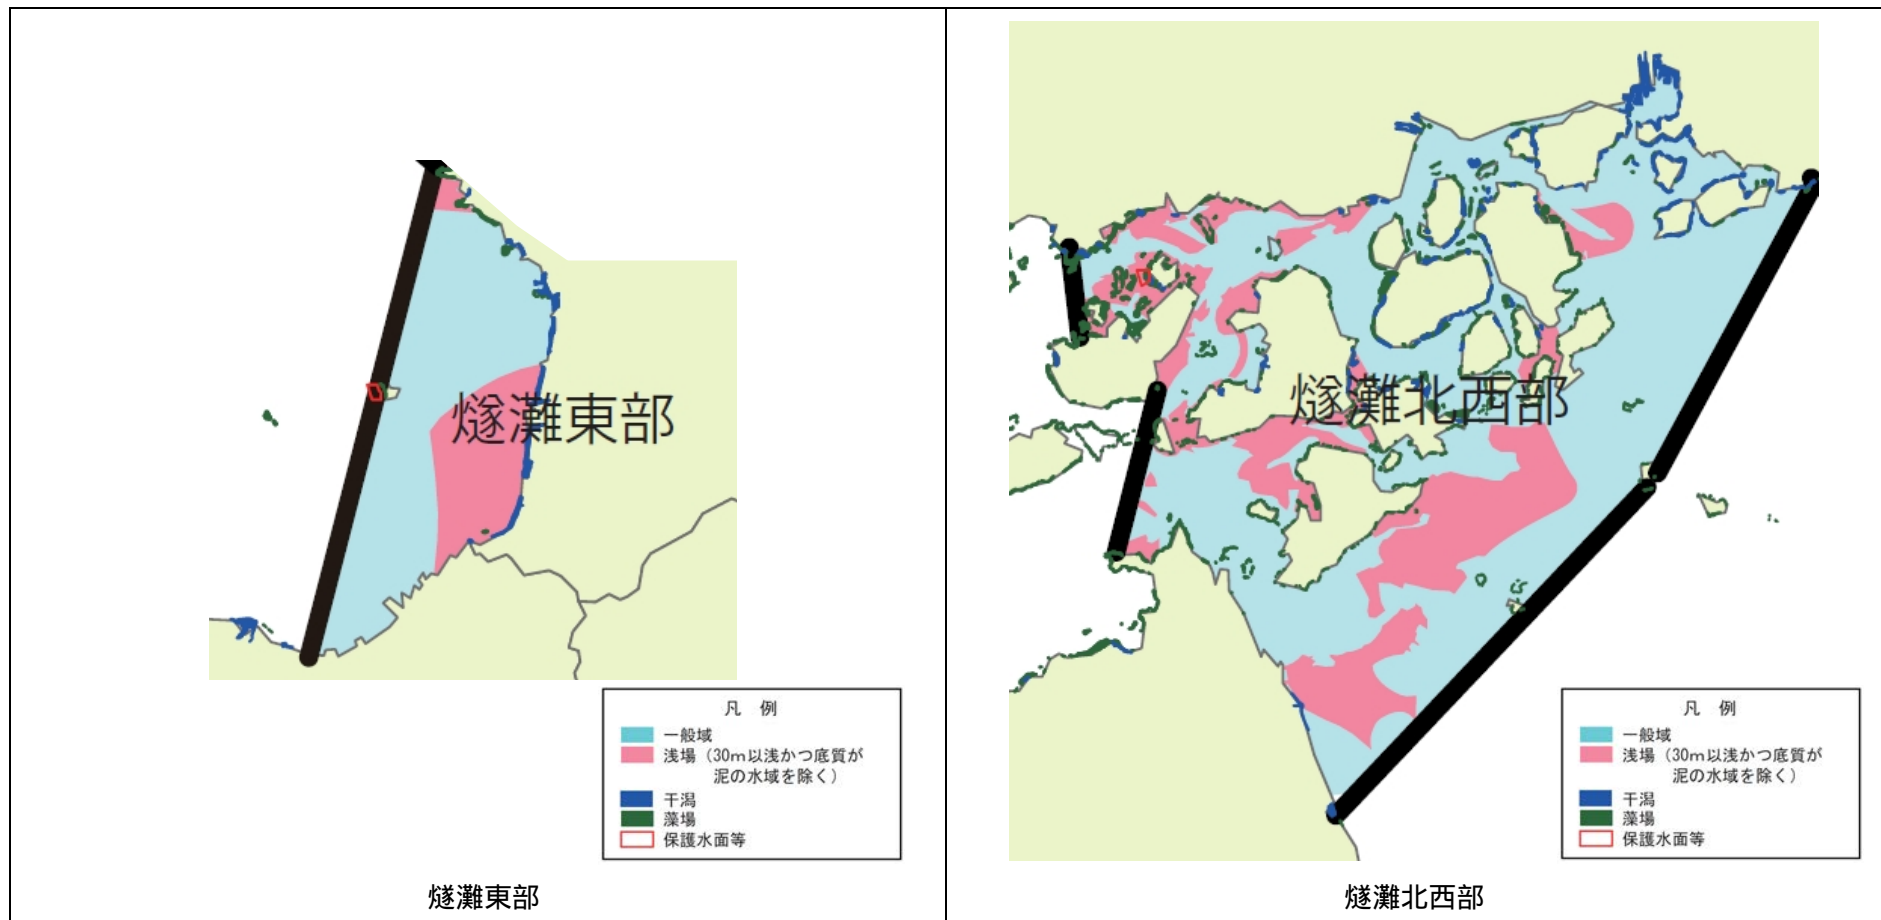 燧灘東部
凡 例
一般域
浅場（30m以浅かつ底質が
泥の水域を除く）
干潟
藻場
保護水面等
燧灘東部
燧灘北西部
凡 例
一般域
浅場（30m以浅かつ底質が
泥の水域を除く）
干潟
藻場
保護水面等
燧灘北西部